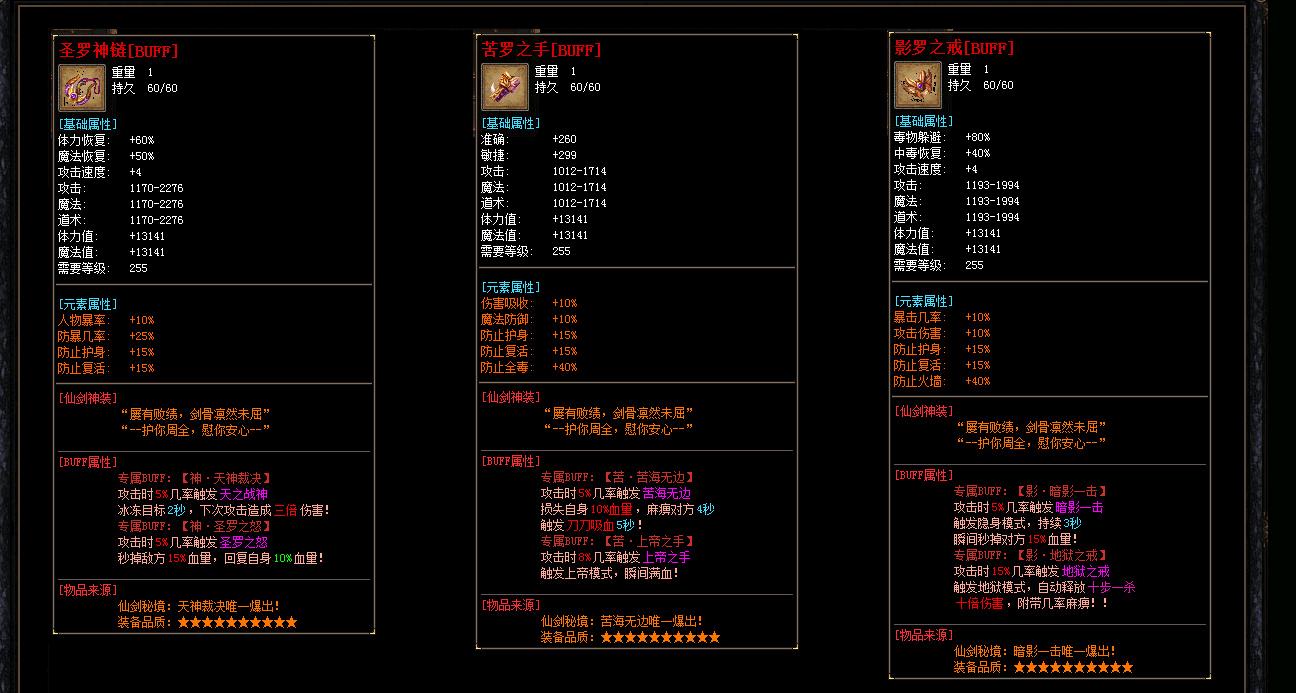 圣罗神链[BUFF]
重量 1
持久 60/60
[基础属性]
体力恢复: +60%
魔法恢复: +50%
攻击速度: +4
攻击: 1170-2276
魔法: 1170-2276
道术: 1170-2276
体力值: +13141
魔法值: +13141
需要等级: 255
[元素属性]
人物暴率: +10%
防暴几率: +25%
防止护身: +15%
防止复活: +15%
[仙剑神装]
“屡有败绩，剑骨凛然未屈”
“--护你周全，慰你安心--”
[BUFF属性]
专属BUFF: 【神·天神裁决】
攻击时5%几率触发天之战神
冰冻目标2秒，下次攻击造成三倍伤害!
专属BUFF: 【神·圣罗之怒】
攻击时5%几率触发圣罗之怒
秒掉敌方15%血量，回夏自身10%血量!
[物品来源]
仙剑秘境: 天神裁决唯一爆出!
装备品质: ★★★★★★★★★★
苦罗之手[BUFF]
重量 1
持久 60/60
[基础属性]
准确: +260
敏捷: +299
攻击: 1012-1714
魔法: 1012-1714
道术: 1012-1714
体力值: +13141
魔法值: +13141
需要等级: 255
[元素属性]
伤害吸收: +10%
魔法防御: +10%
防止护身: +15%
防止复活: +15%
防止全毒: +40%
[仙剑神装]
“屡有败绩，剑骨凛然未屈”
“--护你周全，慰你安心--”
[BUFF属性]
专属BUFF: 【苦·苦海无边】
攻击时5%几率触发苦海无边
损失自身10%血量，麻痹对方4秒
触发刀刀吸血5秒!
专属BUFF: 【苦·上帝之手】
攻击时8%几率触发上帝之手
触发上帝模式，瞬间满血!
[物品来源]
仙剑秘境: 苦海无边唯一爆出!
装备品质: ★★★★★★★★★★
影罗之戒[BUFF]
重量 1
持久 60/60
[基础属性]
毒物躲避: +80%
中毒恢复: +40%
攻击速度: +4
攻击: 1193-1994
魔法: 1193-1994
道术: 1193-1994
体力值: +13141
魔法值: +13141
需要等级: 255
[元素属性]
暴击几率: +10%
攻击伤害: +10%
防止护身: +15%
防止复活: +15%
防止火墙: +40%
[仙剑神装]
“屡有败绩，剑骨凛然未屈”
“--护你周全，慰你安心--”
[BUFF属性]
专属BUFF: 【影·暗影一击】
攻击时5%几率触发暗影一击
触发隐身模式，持续3秒
瞬间秒掉对方15%血量!
专属BUFF: 【影·地狱之戒】
攻击时15%几率触发地狱之戒
触发地狱模式，自动释放十步一杀
十倍伤害，附带几率麻痹!!
[物品来源]
仙剑秘境: 暗影一击唯一爆出!
装备品质: ★★★★★★★★★★